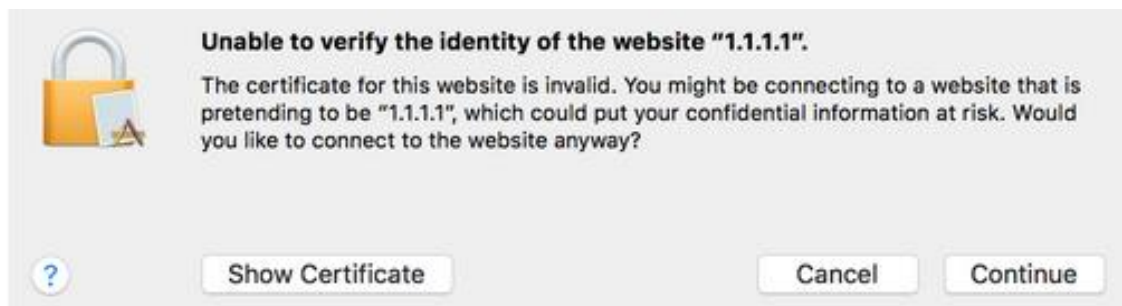 Unable to verify the identity of the website “1.1.1.1”.
The certificate for this website is invalid. You might be connecting to a website that is
pretending to be “1.1.1.1”, which could put your confidential information at risk. Would
you like to connect to the website anyway?
? Show Certificate Cancel Continue